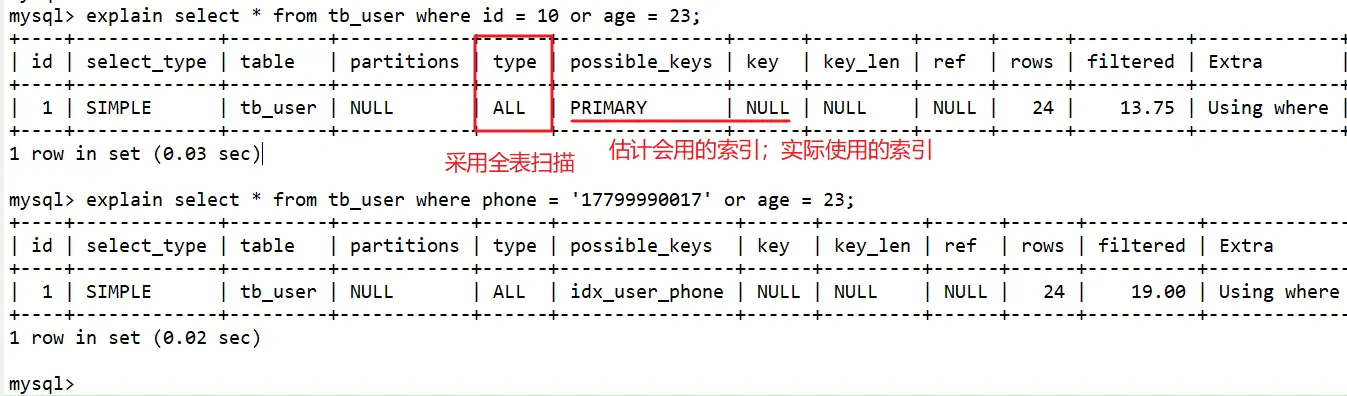 mysql> explain select * from tb_user where id = 10 or age = 23;
+----+-------------+---------+------------+------+---------------+------+---------+------+------+----------+-------------+
| id | select_type | table   | partitions | type | possible_keys | key  | key_len | ref  | rows | filtered | Extra       |
+----+-------------+---------+------------+------+---------------+------+---------+------+------+----------+-------------+
|  1 | SIMPLE      | tb_user | NULL       | ALL  | PRIMARY       | NULL | NULL    | NULL |   24 |    13.75 | Using where |
+----+-------------+---------+------------+------+---------------+------+---------+------+------+----------+-------------+
1 row in set (0.03 sec)
采用全表扫描
估计会用的索引；实际使用的索引
mysql> explain select * from tb_user where phone = '17799990017' or age = 23;
+----+-------------+---------+------------+------+----------------+------+---------+------+------+----------+-------------
| id | select_type | table   | partitions | type | possible_keys  | key  | key_len | ref  | rows | filtered | Extra
+----+-------------+---------+------------+------+----------------+------+---------+------+------+----------+-------------
|  1 | SIMPLE      | tb_user | NULL       | ALL  | idx_user_phone | NULL | NULL    | NULL |   24 |    19.00 | Using where
+----+-------------+---------+------------+------+----------------+------+---------+------+------+----------+-------------
1 row in set (0.02 sec)
mysql>